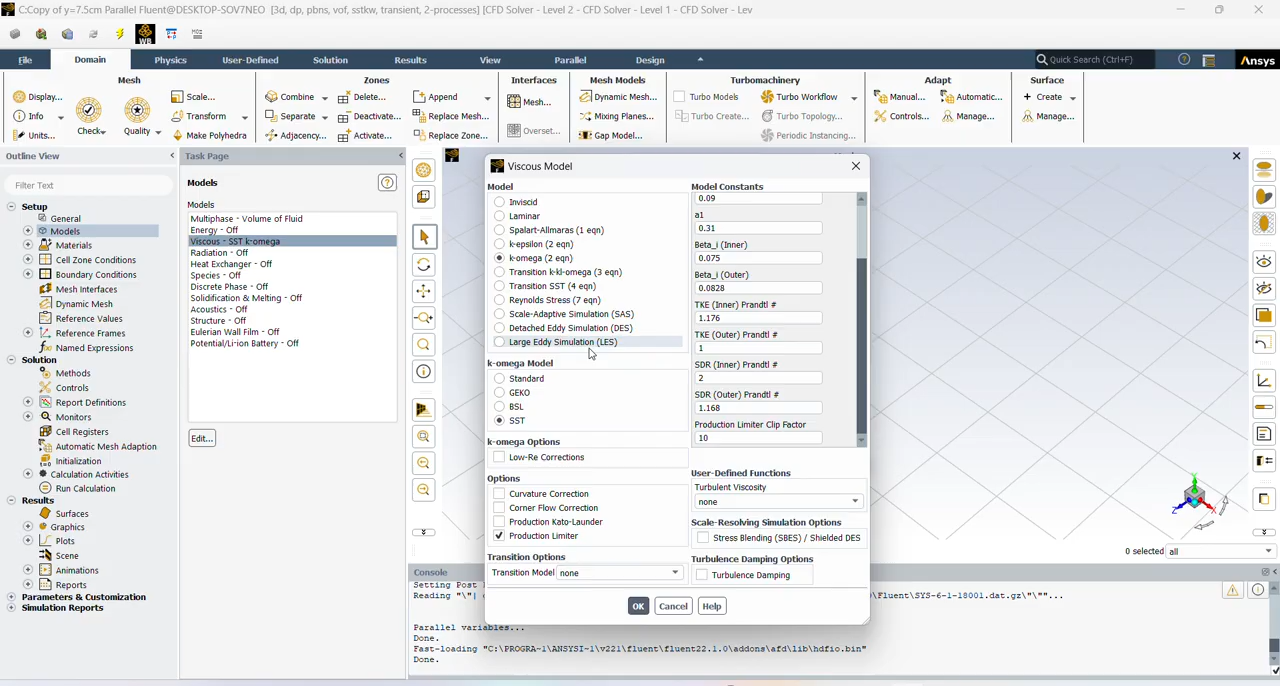 C:Copy of y=7.5cm Parallel Fluent@DESKTOP-SOV7NEO [3d, dp, pbns, vof, sstkw, transient, 2-processes] [CFD Solver - Level 2 - CFD Solver - Level 1 - CFD Solver - Lev
WB
File Domain Physics User-Defined Solution Results View Parallel Design Quick Search (Ctrl+F) Ansys
Mesh Zones Interfaces Mesh Models Turbomachinery Adapt Surface
Display... Scale... Combine Delete... Append Mesh... Dynamic Mesh... Turbo Models Turbo Workflow Manual... Automatic... Create
Info Check Quality Transform Separate Deactivate... Replace Mesh... Mixing Planes... Turbo Create... Turbo Topology... Controls... Manage... Manage...
Units... Make Polyhedra Adjacency... Activate... Replace Zone... Overset... Gap Model... Periodic Instancing...
Outline View
Filter Text
Setup
General
Models
Materials
Cell Zone Conditions
Boundary Conditions
Mesh Interfaces
Dynamic Mesh
Reference Values
Reference Frames
Named Expressions
Solution
Methods
Controls
Report Definitions
Monitors
Cell Registers
Automatic Mesh Adaption
Initialization
Calculation Activities
Run Calculation
Results
Surfaces
Graphics
Plots
Scene
Animations
Reports
Parameters & Customization
Simulation Reports
Task Page
Models
Models
Multiphase - Volume of Fluid
Energy - Off
Viscous - SST k-omega
Radiation - Off
Heat Exchanger - Off
Species - Off
Discrete Phase - Off
Solidification & Melting - Off
Acoustics - Off
Structure - Off
Eulerian Wall Film - Off
Potential/Li-ion Battery - Off
Edit...
Viscous Model
Model
Inviscid
Laminar
Spalart-Allmaras (1 eqn)
k-epsilon (2 eqn)
k-omega (2 eqn)
Transition k-kl-omega (3 eqn)
Transition SST (4 eqn)
Reynolds Stress (7 eqn)
Scale-Adaptive Simulation (SAS)
Detached Eddy Simulation (DES)
Large Eddy Simulation (LES)
k-omega Model
Standard
GEKO
BSL
SST
k-omega Options
Low-Re Corrections
Options
Curvature Correction
Corner Flow Correction
Production Kato-Launder
Production Limiter
Transition Options
Transition Model none
Model Constants
0.09
a1
0.31
Beta_i (Inner)
0.075
Beta_i (Outer)
0.0828
TKE (Inner) Prandtl #
1.176
TKE (Outer) Prandtl #
1
SDR (Inner) Prandtl #
2
SDR (Outer) Prandtl #
1.168
Production Limiter Clip Factor
10
User-Defined Functions
Turbulent Viscosity
none
Scale-Resolving Simulation Options
Stress Blending (SBES) / Shielded DES
Turbulence Damping Options
Turbulence Damping
OK Cancel Help
Y
X
Z
0 selected all
Console
Setting Post
Reading "\"| \Fluent\SYS-6-1-18001.dat.gz\"\""...
Parallel variables...
Done.
Fast-loading "C:\PROGRA~1\ANSYSI~1\v221\fluent\fluent22.1.0\addons\afd\lib\hdfio.bin"
Done.